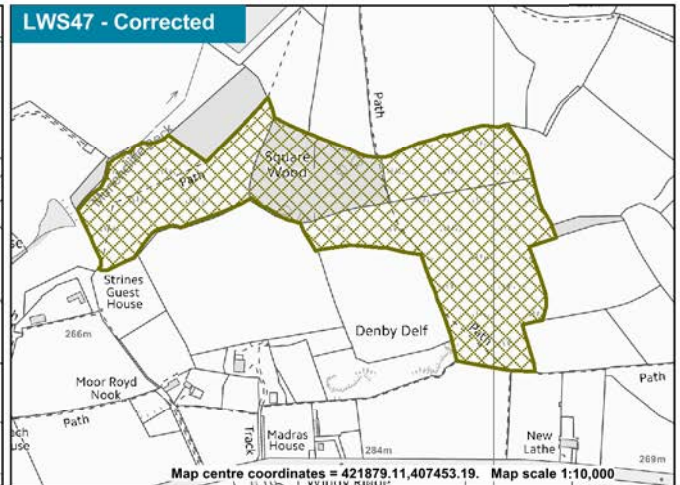 LWS47 - Corrected
Path
Square
Wood
Path
Strines
Guest
House
266m
Denby Delf
Path
Moor Royd
Nook
Path
Path
Track
Madras
House
284m
New
Lathe
269m
Map centre coordinates = 421879.11,407453.19. Map scale 1:10,000